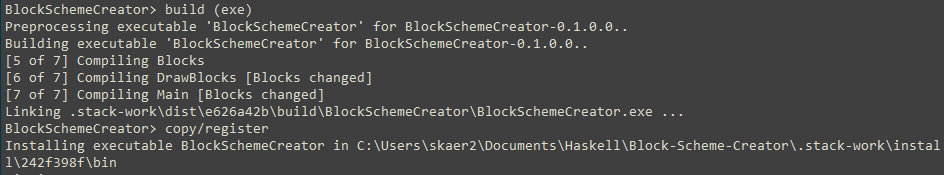 BlockSchemeCreator> build (exe)
Preprocessing executable 'BlockSchemeCreator' for BlockSchemeCreator-0.1.0.0..
Building executable 'BlockSchemeCreator' for BlockSchemeCreator-0.1.0.0..
[5 of 7] Compiling Blocks
[6 of 7] Compiling DrawBlocks [Blocks changed]
[7 of 7] Compiling Main [Blocks changed]
Linking .stack-work\dist\e626a42b\build\BlockSchemeCreator\BlockSchemeCreator.exe ...
BlockSchemeCreator> copy/register
Installing executable BlockSchemeCreator in C:\Users\skaer2\Documents\Haskell\Block-Scheme-Creator\.stack-work\instal
l\242f398f\bin